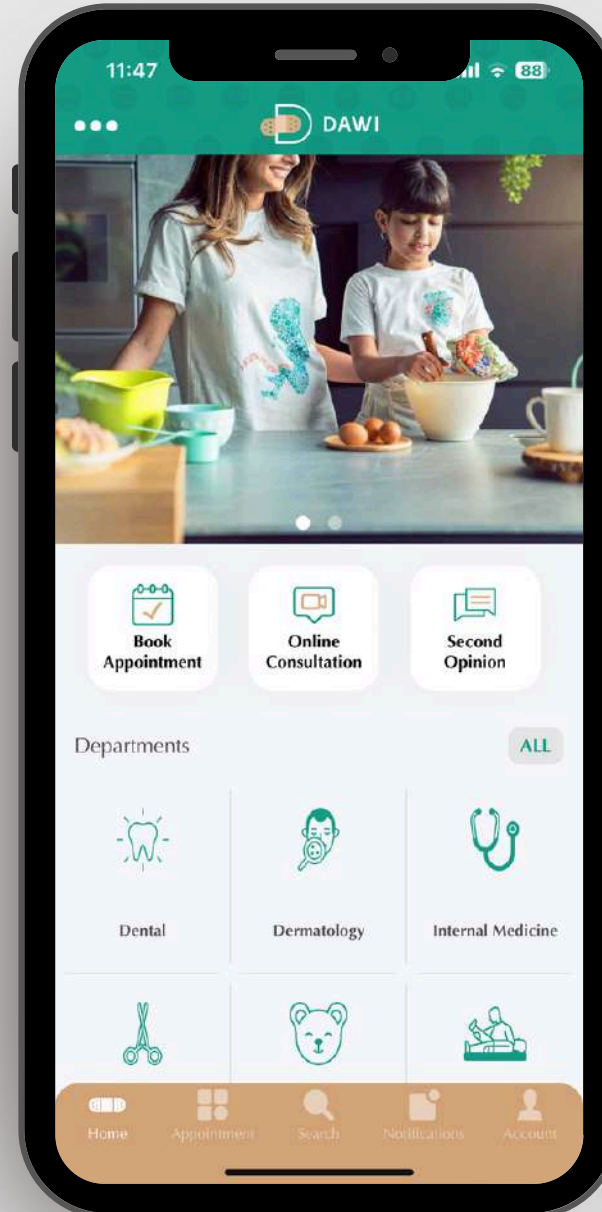 11:47
88
DAWI
Book
Appointment
Online
Consultation
Second
Opinion
Departments
ALL
Dental
Dermatology
Internal Medicine
Home
Appointment
Search
Notifications
Account